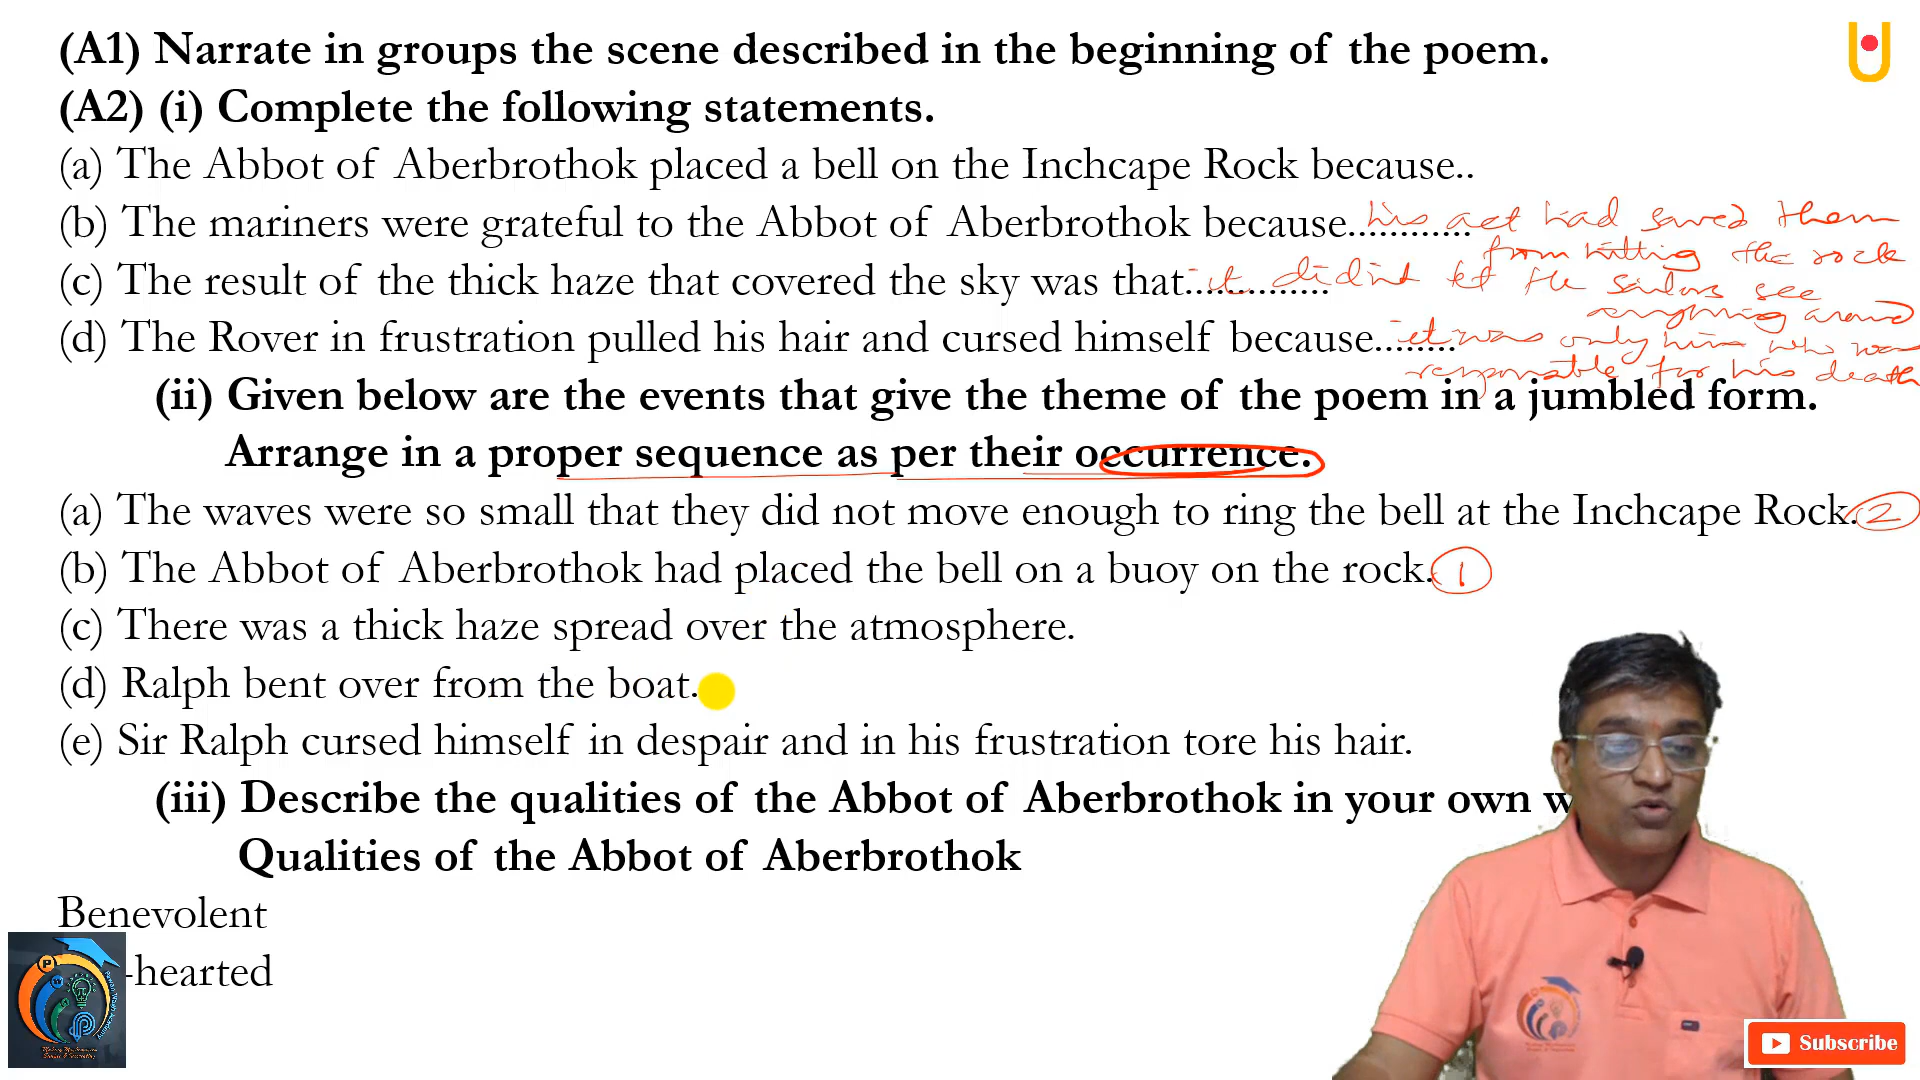 (A1) Narrate in groups the scene described in the beginning of the poem.
(A2) (i) Complete the following statements.
(a) The Abbot of Aberbrothok placed a bell on the Inchcape Rock because..
(b) The mariners were grateful to the Abbot of Aberbrothok because............ his act had saved them
from hitting the rock
(c) The result of the thick haze that covered the sky was that.............. it didint let the sailors see
anything around
(d) The Rover in frustration pulled his hair and cursed himself because........ it was only him who was
responsable for his death
(ii) Given below are the events that give the theme of the poem in a jumbled form.
Arrange in a proper sequence as per their occurrence.
(a) The waves were so small that they did not move enough to ring the bell at the Inchcape Rock. 2
(b) The Abbot of Aberbrothok had placed the bell on a buoy on the rock. 1
(c) There was a thick haze spread over the atmosphere.
(d) Ralph bent over from the boat.
(e) Sir Ralph cursed himself in despair and in his frustration tore his hair.
(iii) Describe the qualities of the Abbot of Aberbrothok in your own w
Qualities of the Abbot of Aberbrothok
Benevolent
-hearted
Subscribe